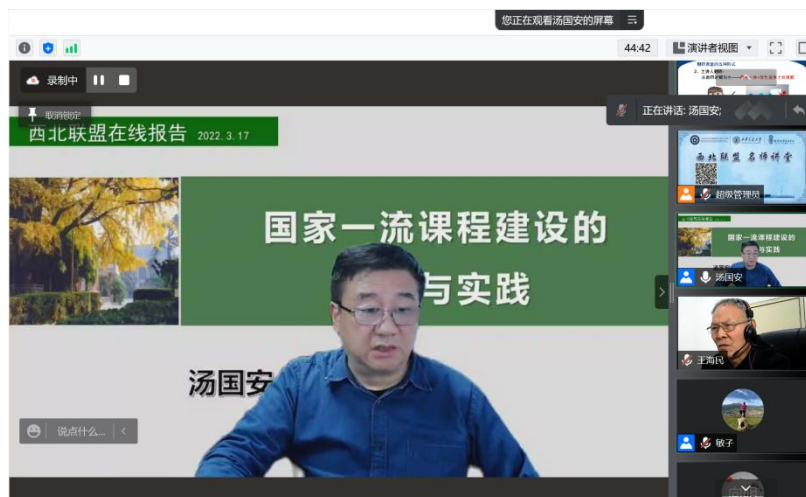 您正在观看汤国安的屏幕
44:42
演讲者视图
录制中
取消锁定
正在讲话: 汤国安;
西北联盟在线报告 2022.3.17
国家一流课程建设的
与实践
汤国安
说点什么...
西北联盟 名师讲堂
超级管理员
国家一流课程建设的
与实践
汤国安
王海民
敏子